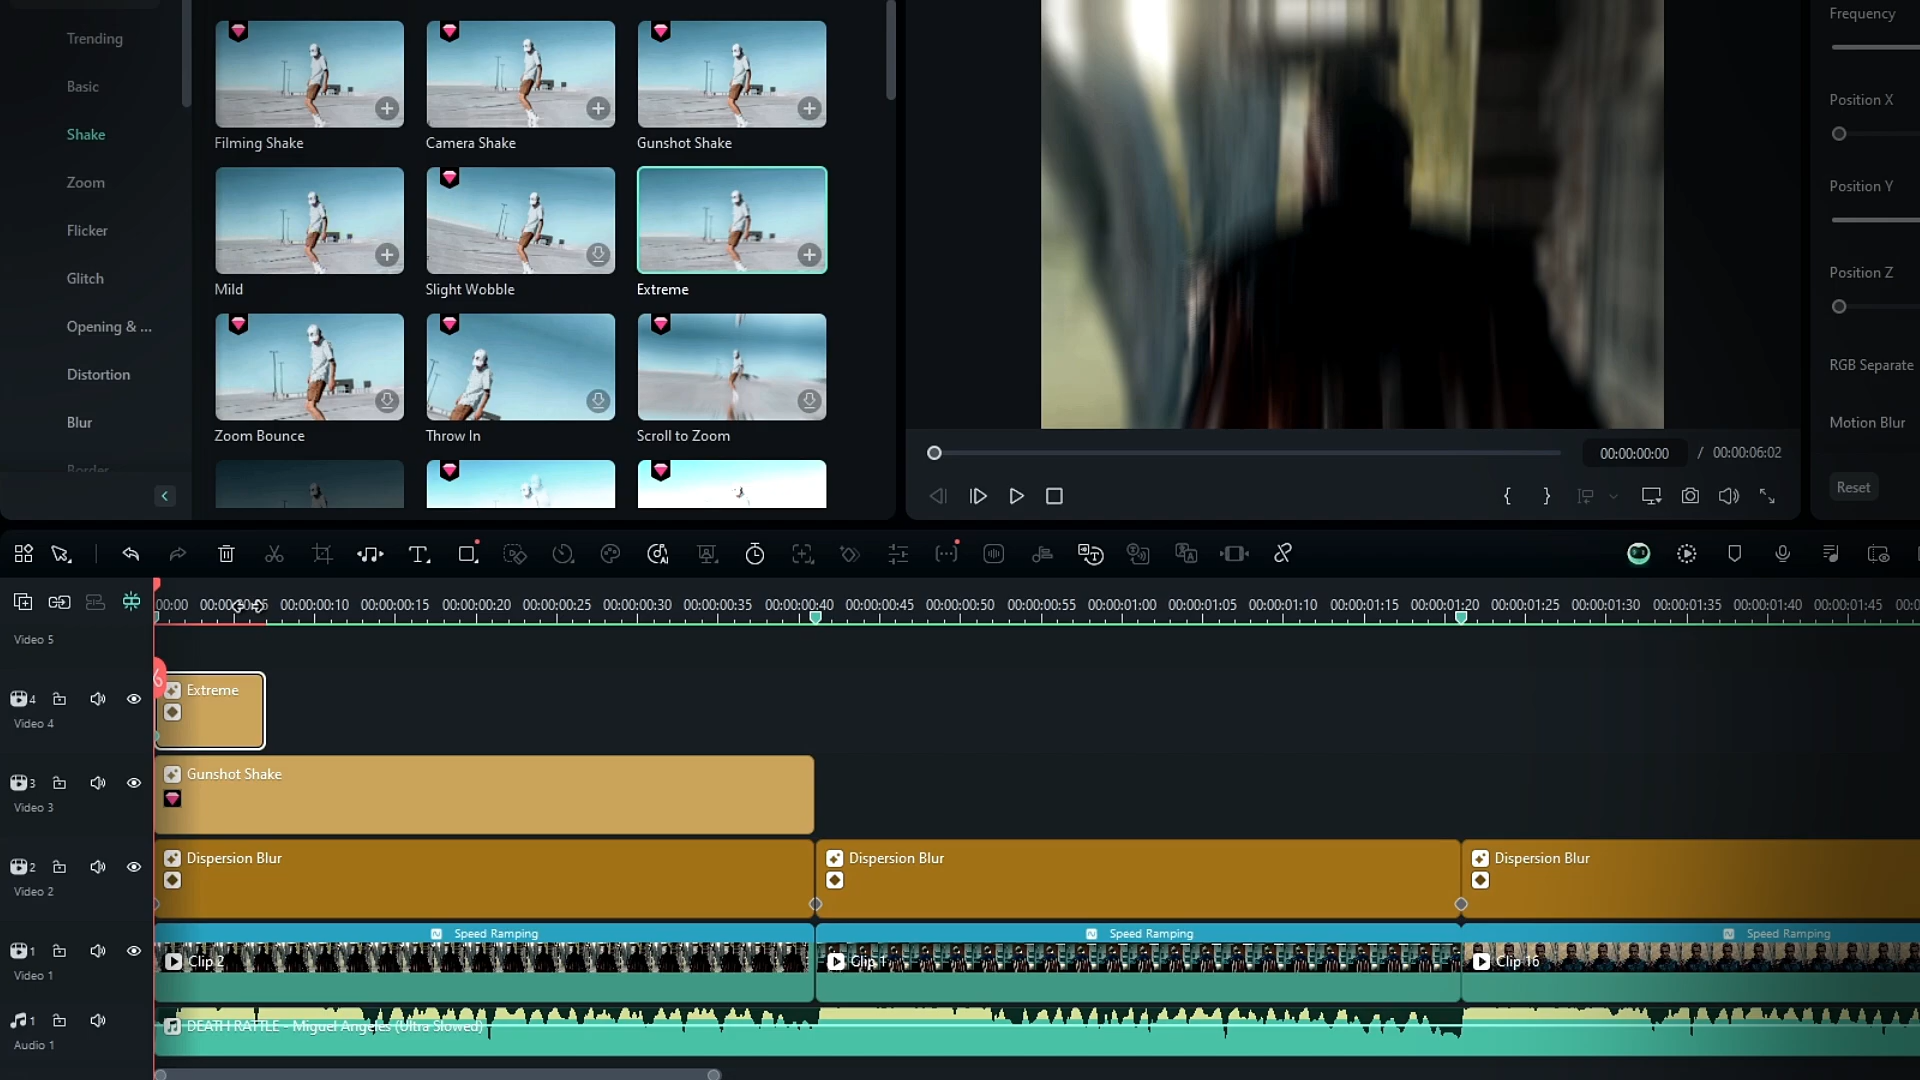 Trending
Basic
Shake
Zoom
Flicker
Glitch
Opening & ...
Distortion
Blur
Border
Filming Shake
Camera Shake
Gunshot Shake
Mild
Slight Wobble
Extreme
Zoom Bounce
Throw In
Scroll to Zoom
00:00:00:00 / 00:00:06:02
Frequency
Position X
Position Y
Position Z
RGB Separate
Motion Blur
Reset
00:00 00:00:00:10 00:00:00:15 00:00:00:20 00:00:00:25 00:00:00:30 00:00:00:35 00:00:00:40 00:00:00:45 00:00:00:50 00:00:00:55 00:00:01:00 00:00:01:05 00:00:01:10 00:00:01:15 00:00:01:20 00:00:01:25 00:00:01:30 00:00:01:35 00:00:01:40 00:00:01:45
Video 5
4
Video 4
Extreme
3
Video 3
Gunshot Shake
2
Video 2
Dispersion Blur
Dispersion Blur
Dispersion Blur
1
Video 1
Speed Ramping
Clip 2
Speed Ramping
Clip 1
Speed Ramping
Clip 16
1
Audio 1
DEATH RATTLE - Miguel Angeles (Ultra Slowed)